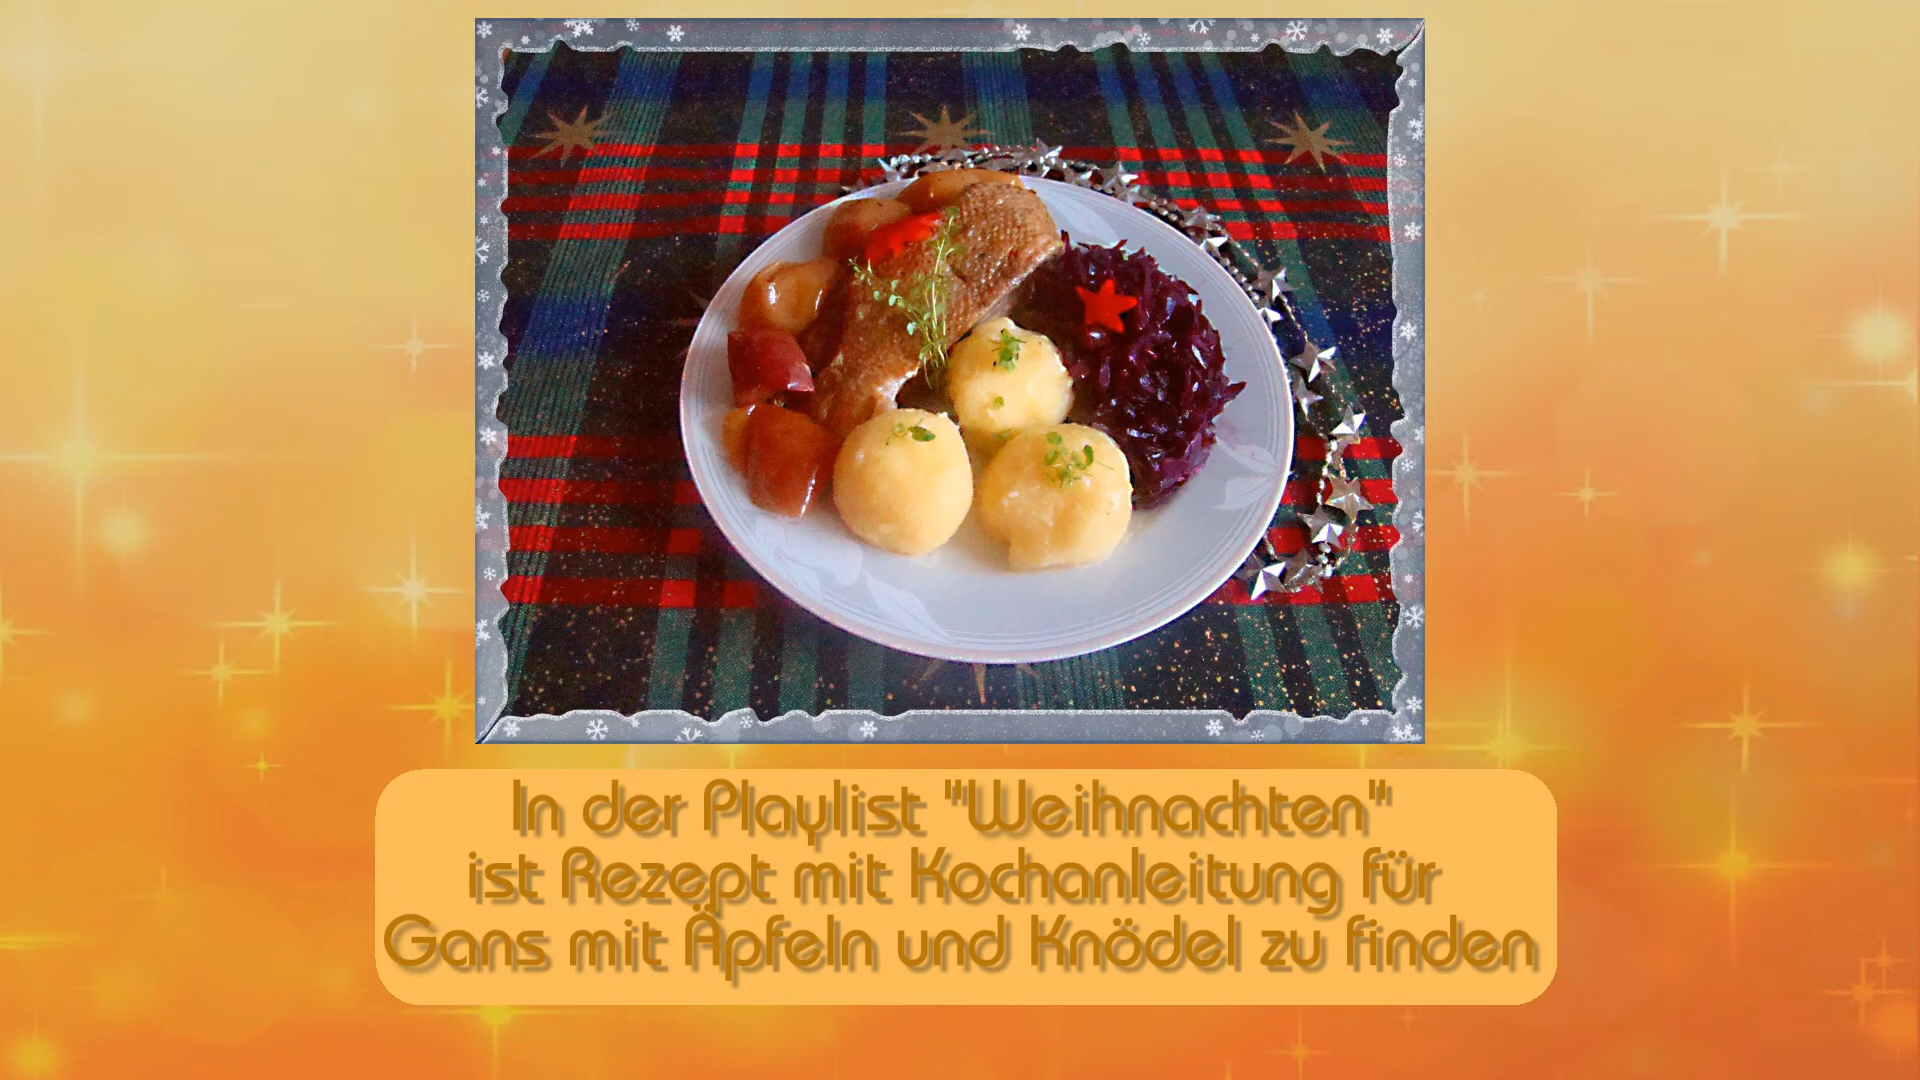 In der Playlist "Weihnachten"
ist Rezept mit Kochanleitung für
Gans mit Äpfeln und Knödel zu finden